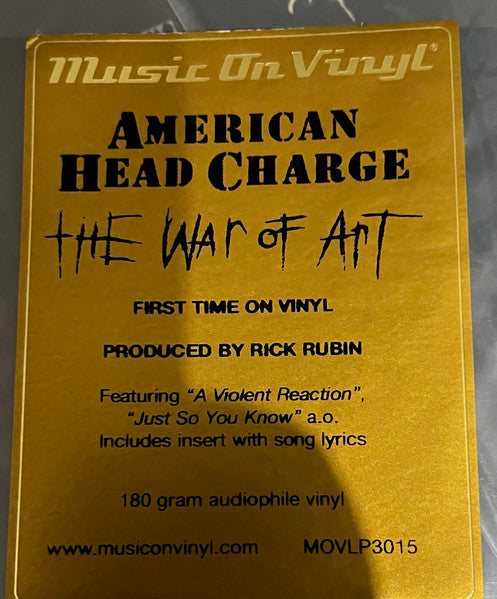 Music On Vinyl®
AMERICAN
HEAD CHARGE
THE WAR OF ART
FIRST TIME ON VINYL
PRODUCED BY RICK RUBIN
Featuring “A Violent Reaction”,
“Just So You Know” a.o.
Includes insert with song lyrics
180 gram audiophile vinyl
www.musiconvinyl.com MOVLP3015